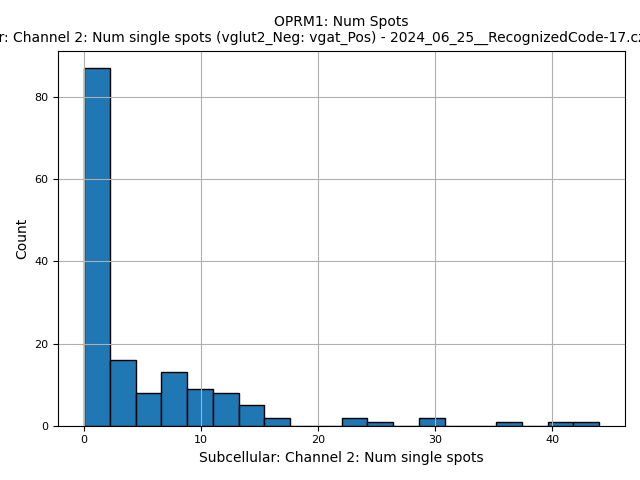 OPRM1: Num Spots
r: Channel 2: Num single spots (vglut2_Neg: vgat_Pos) - 2024_06_25__RecognizedCode-17.cz
80
60
40
20
0
Count
0 10 20 30 40
Subcellular: Channel 2: Num single spots